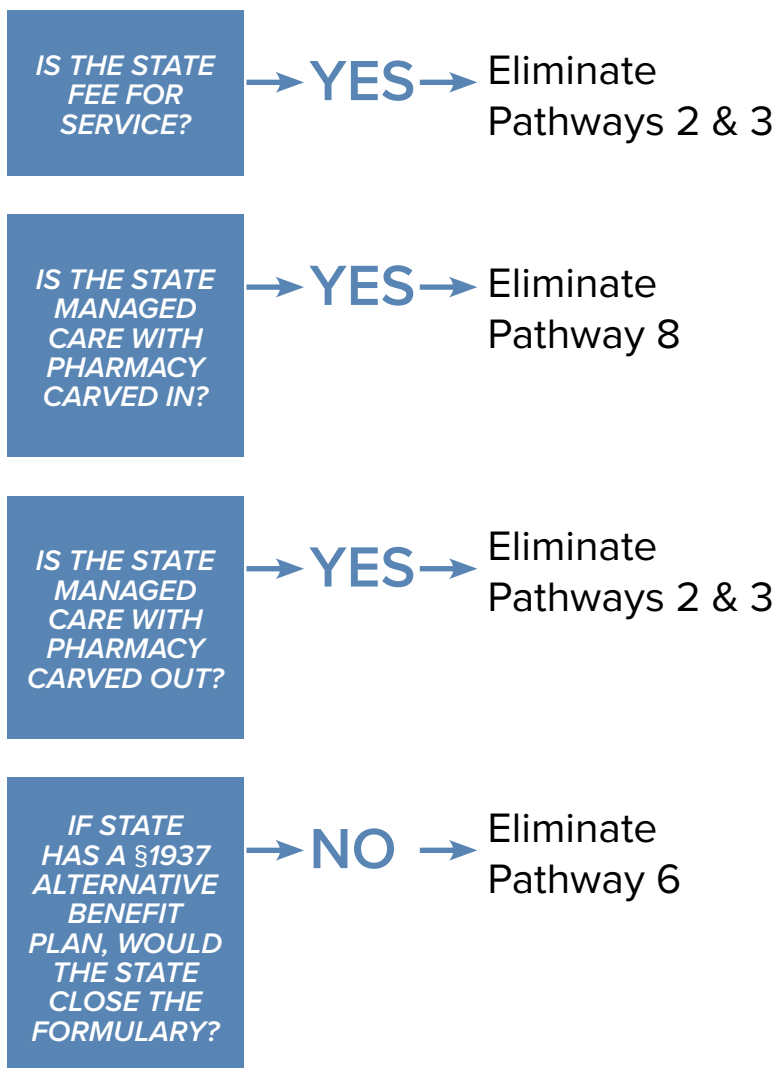 IS THE STATE
FEE FOR
SERVICE?
YES
Eliminate
Pathways 2 & 3
IS THE STATE
MANAGED
CARE WITH
PHARMACY
CARVED IN?
YES
Eliminate
Pathway 8
IS THE STATE
MANAGED
CARE WITH
PHARMACY
CARVED OUT?
YES
Eliminate
Pathways 2 & 3
IF STATE
HAS A §1937
ALTERNATIVE
BENEFIT
PLAN, WOULD
THE STATE
CLOSE THE
FORMULARY?
NO
Eliminate
Pathway 6